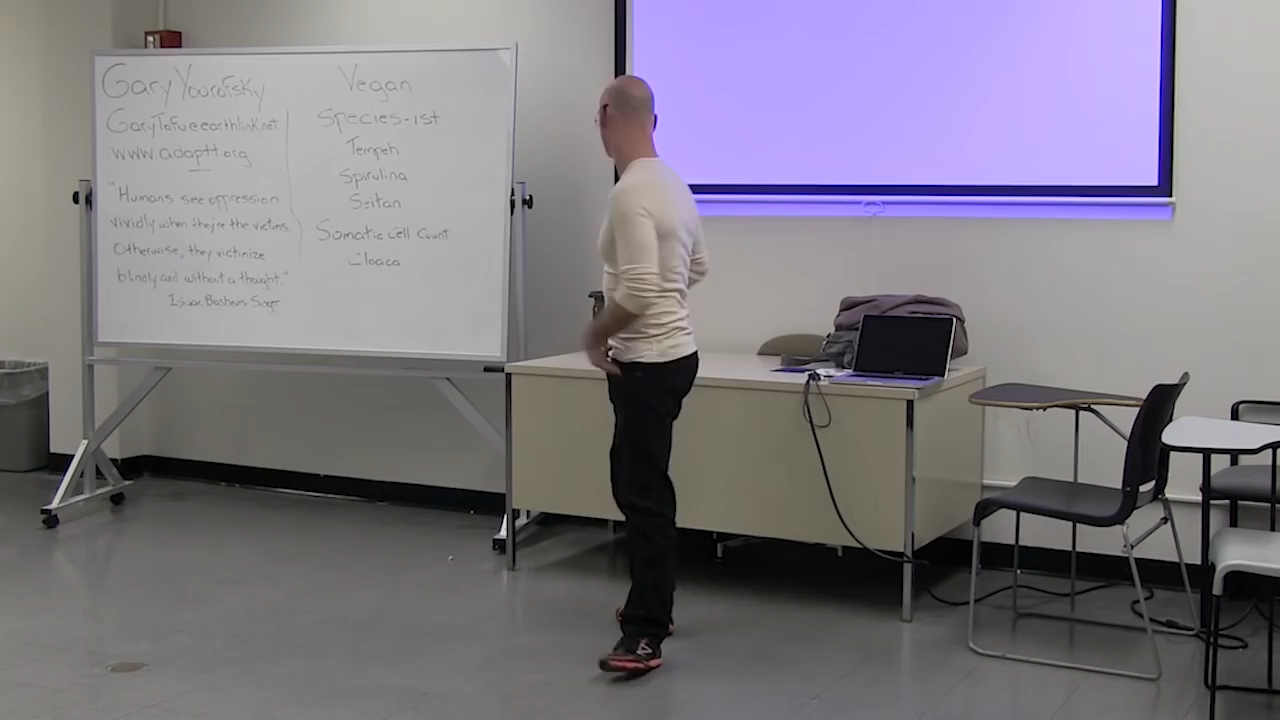 Gary Yourofsky
GaryToFu@earthlink.net
www.adaptt.org
"Humans see oppression
vividly when they're the victims.
Otherwise, they victimize
blindly and without a thought."
Isaac Bashevis Singer
Vegan
Species-ist
Tempeh
Spirulina
Seitan
Somatic Cell Count
Cloaca
N